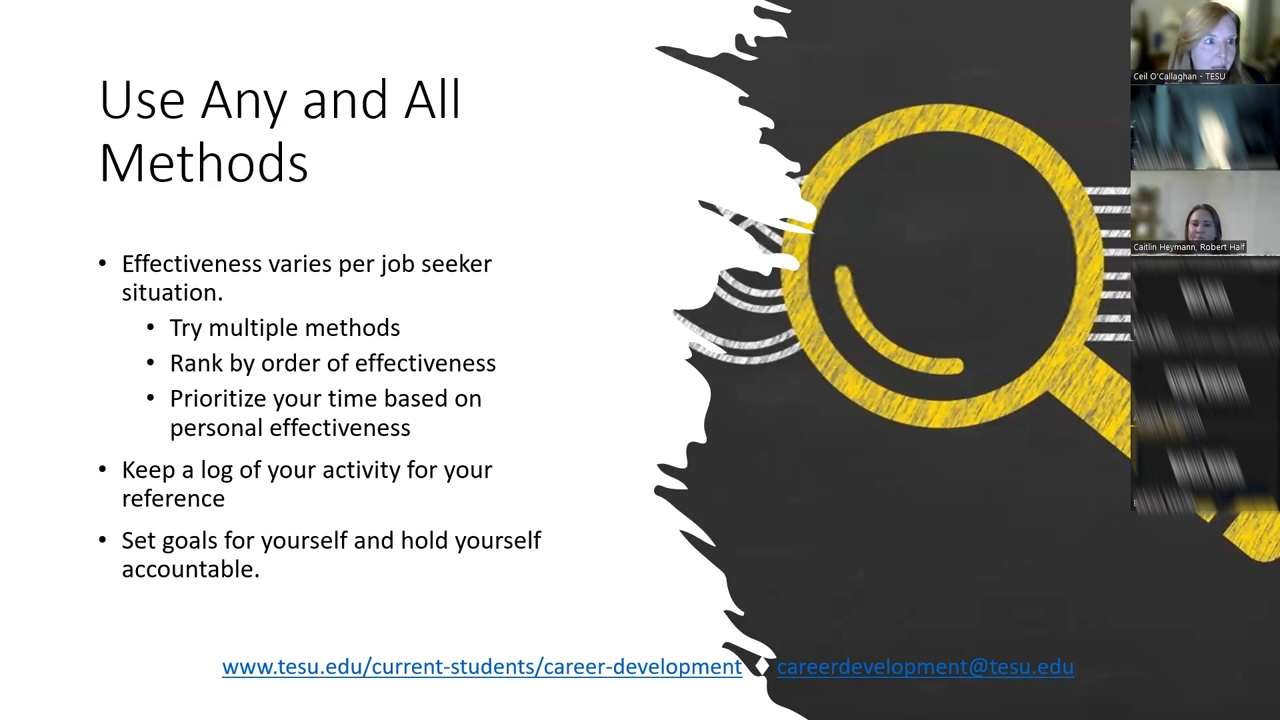 Use Any and All
Methods
• Effectiveness varies per job seeker
situation.
• Try multiple methods
• Rank by order of effectiveness
• Prioritize your time based on
personal effectiveness
• Keep a log of your activity for your
reference
• Set goals for yourself and hold yourself
accountable.
www.tesu.edu/current-students/career-development ♦ careerdevelopment@tesu.edu
Ceil O'Callaghan - TESU
Caitlin Heymann, Robert Half